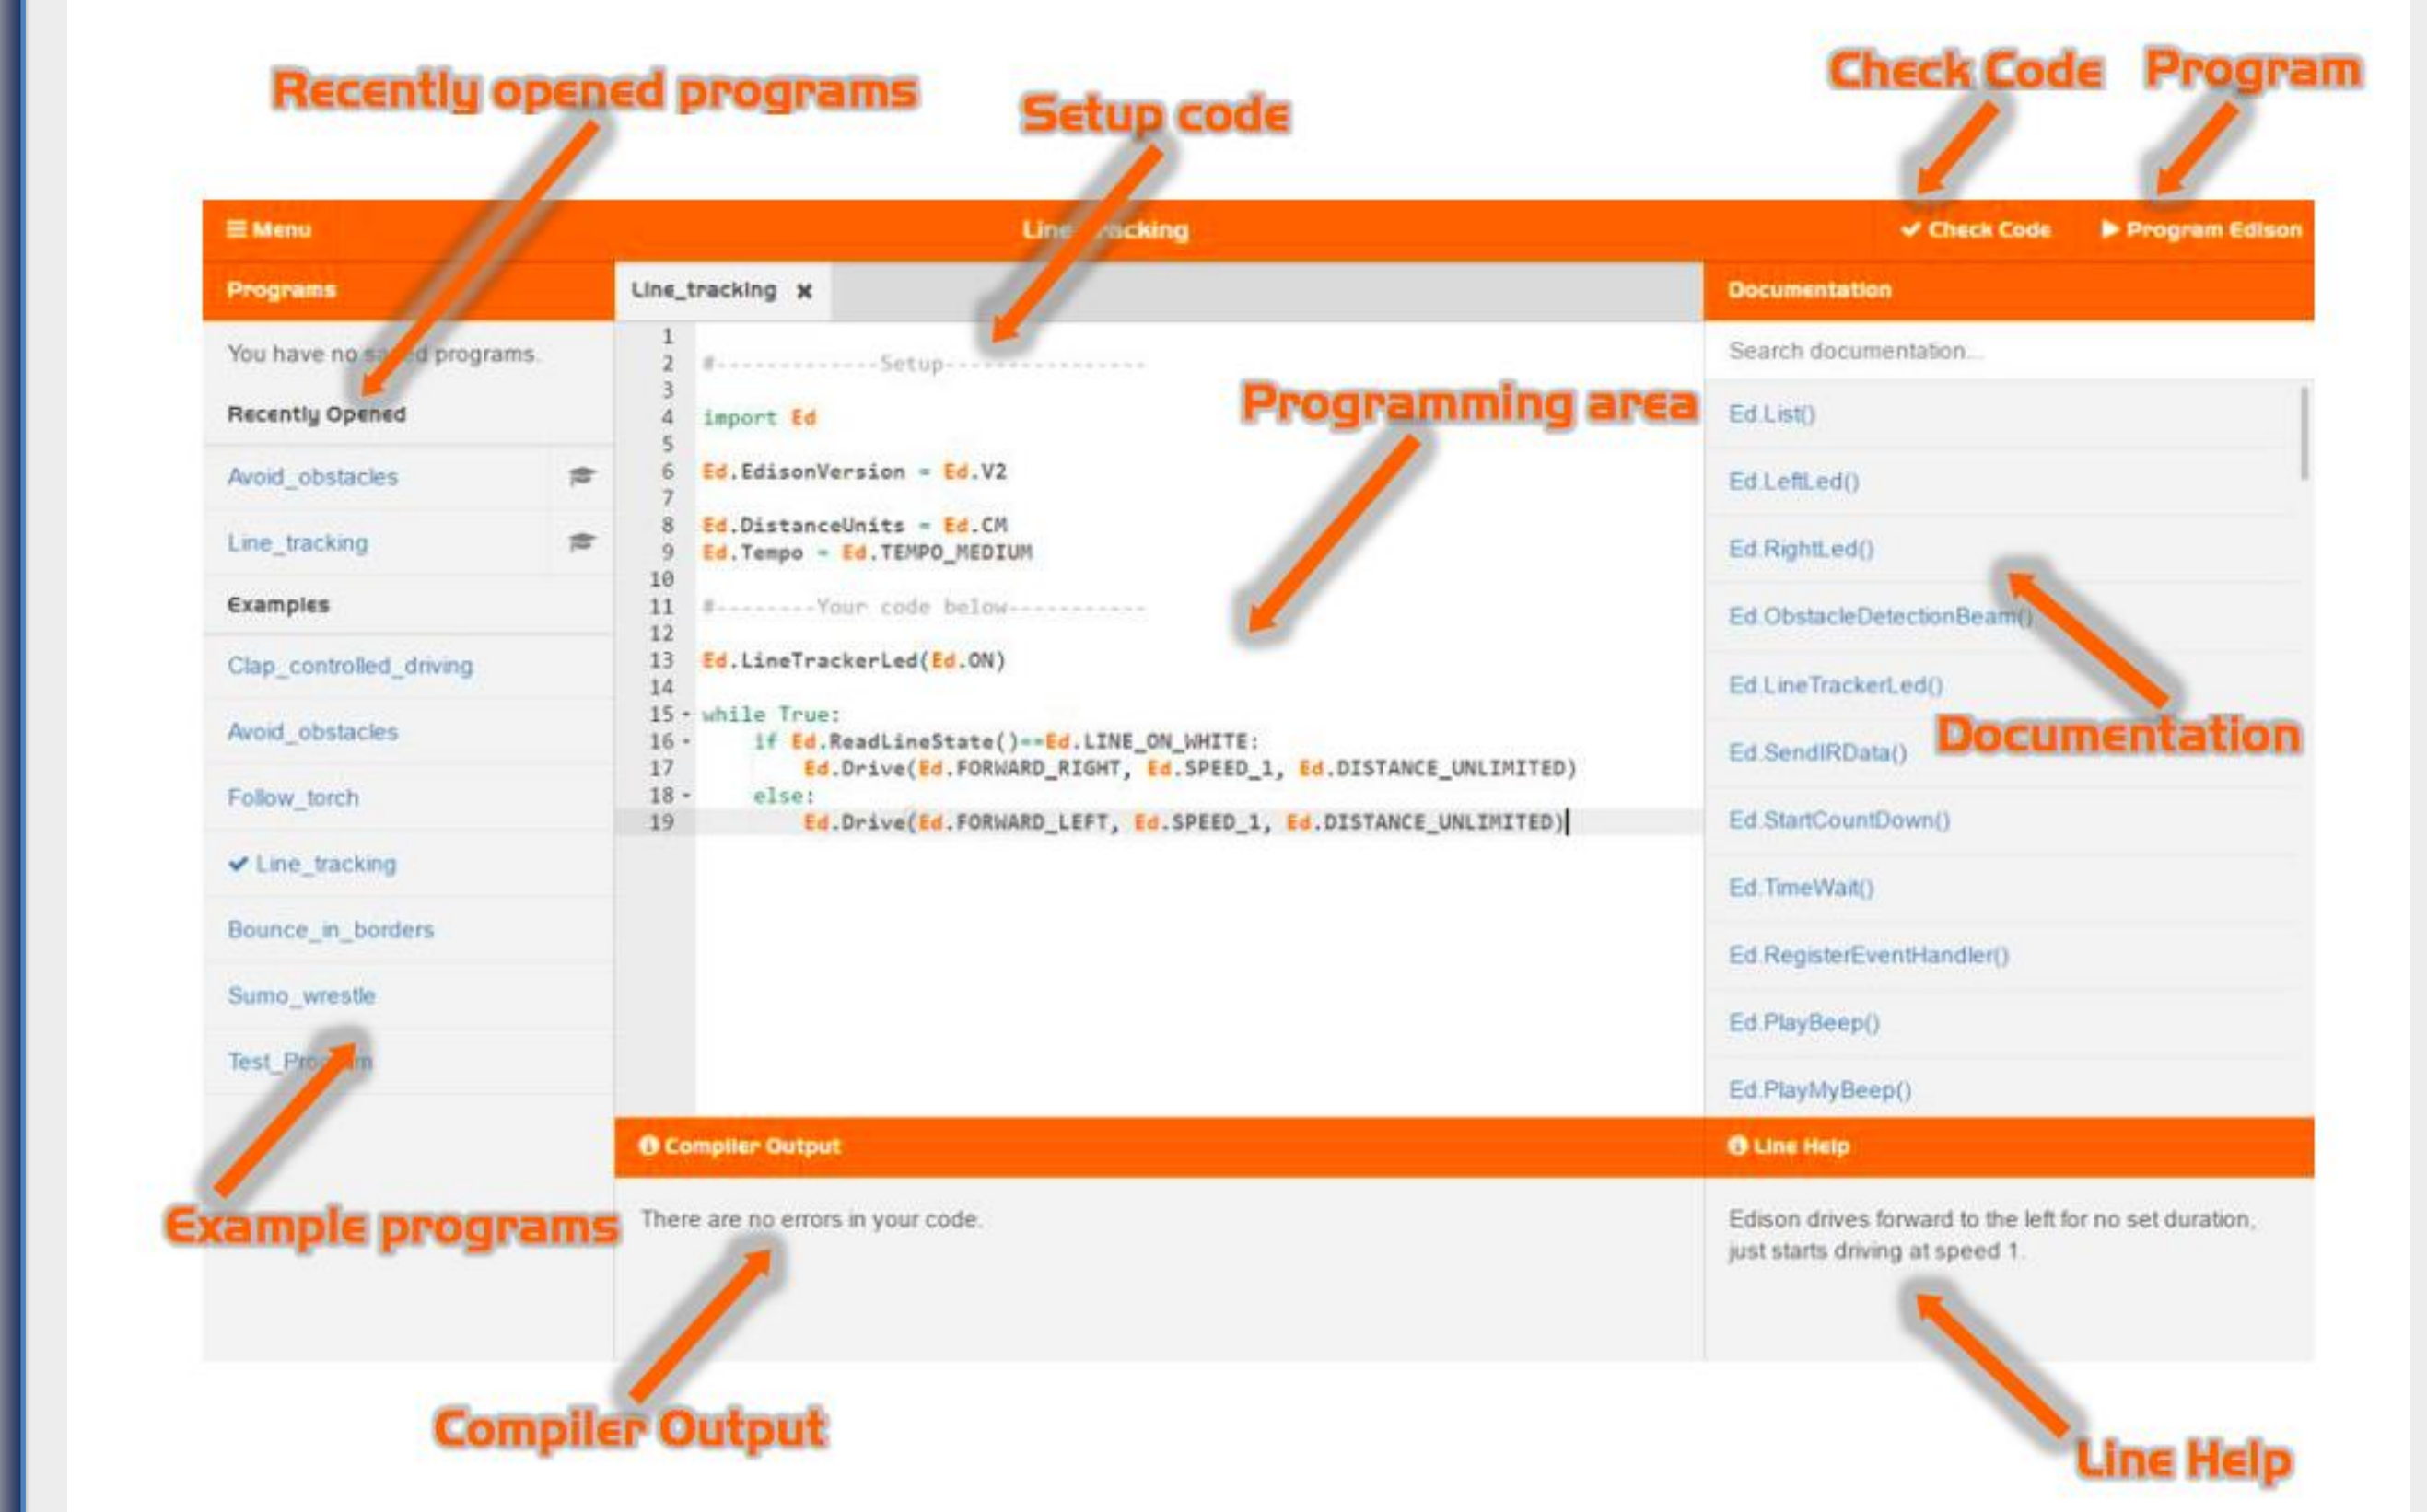 Recently opened programs
Setup code
Check Code
Program
Menu
Line_tracking
Check Code
Program Edison
Programs
You have no saved programs.
Recently Opened
Avoid_obstacles
Line_tracking
Examples
Clap_controlled_driving
Avoid_obstacles
Follow_torch
Line_tracking
Bounce_in_borders
Sumo_wrestle
Test_Program
Example programs
Line_tracking
1
2 #-------------Setup---------------
3
4 import Ed
5
6 Ed.EdisonVersion = Ed.V2
7
8 Ed.DistanceUnits = Ed.CM
9 Ed.Tempo = Ed.TEMPO_MEDIUM
10
11 #--------Your code below-----------
12
13 Ed.LineTrackerLed(Ed.ON)
14
15 while True:
16 if Ed.ReadLineState()==Ed.LINE_ON_WHITE:
17 Ed.Drive(Ed.FORWARD_RIGHT, Ed.SPEED_1, Ed.DISTANCE_UNLIMITED)
18 else:
19 Ed.Drive(Ed.FORWARD_LEFT, Ed.SPEED_1, Ed.DISTANCE_UNLIMITED)
Programming area
Compiler Output
There are no errors in your code.
Compiler Output
Documentation
Search documentation...
Ed.List()
Ed.LeftLed()
Ed.RightLed()
Ed.ObstacleDetectionBeam()
Ed.LineTrackerLed()
Ed.SendIRData()
Ed.StartCountDown()
Ed.TimeWait()
Ed.RegisterEventHandler()
Ed.PlayBeep()
Ed.PlayMyBeep()
Documentation
Line Help
Edison drives forward to the left for no set duration,
just starts driving at speed 1.
Line Help